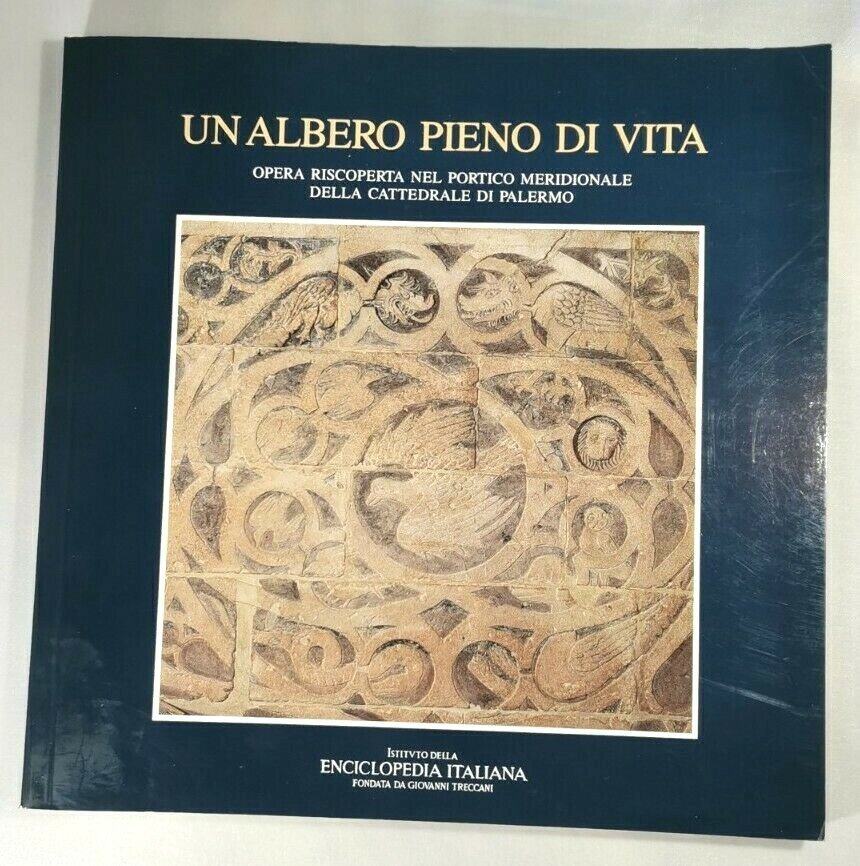 UN ALBERO PIENO DI VITA
OPERA RISCOPERTA NEL PORTICO MERIDIONALE
DELLA CATTEDRALE DI PALERMO
ISTITVTO DELLA
ENCICLOPEDIA ITALIANA
FONDATA DA GIOVANNI TRECCANI